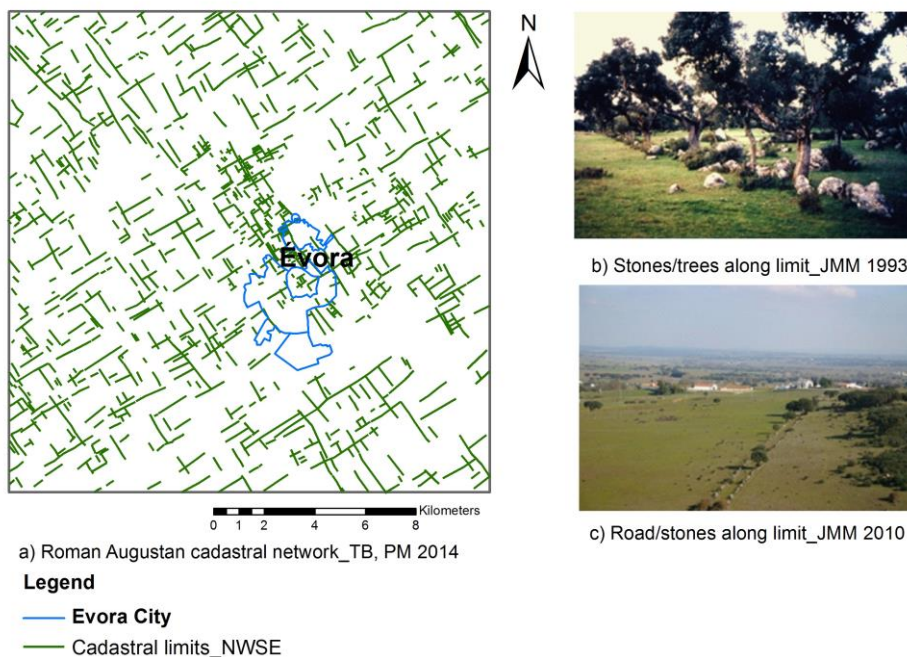 N
Évora
0 1 2 4 6 8 Kilometers
a) Roman Augustan cadastral network_TB, PM 2014
Legend
Evora City
Cadastral limits_NWSE
b) Stones/trees along limit_JMM 1993
c) Road/stones along limit_JMM 2010